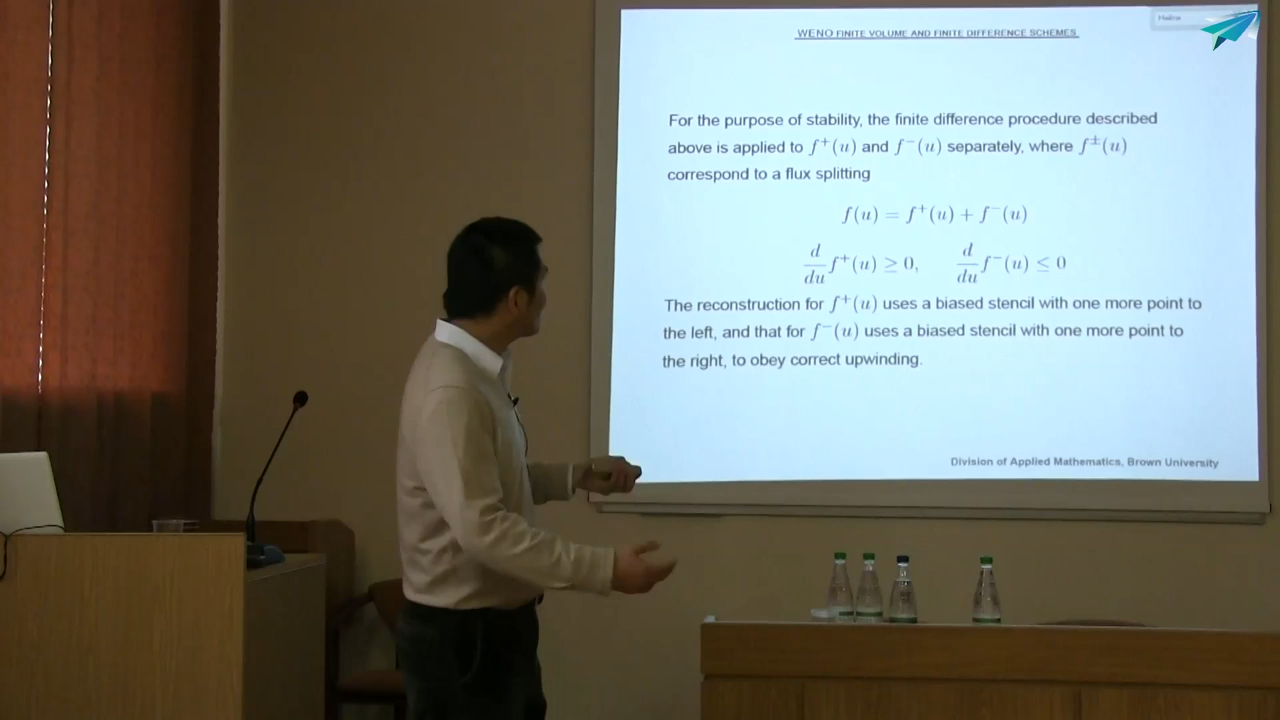 WENO FINITE VOLUME AND FINITE DIFFERENCE SCHEMES
For the purpose of stability, the finite difference procedure described
above is applied to f⁺(u) and f⁻(u) separately, where f±(u)
correspond to a flux splitting
f(u) = f⁺(u) + f⁻(u)
d/du f⁺(u) ≥ 0, d/du f⁻(u) ≤ 0
The reconstruction for f⁺(u) uses a biased stencil with one more point to
the left, and that for f⁻(u) uses a biased stencil with one more point to
the right, to obey correct upwinding.
Division of Applied Mathematics, Brown University